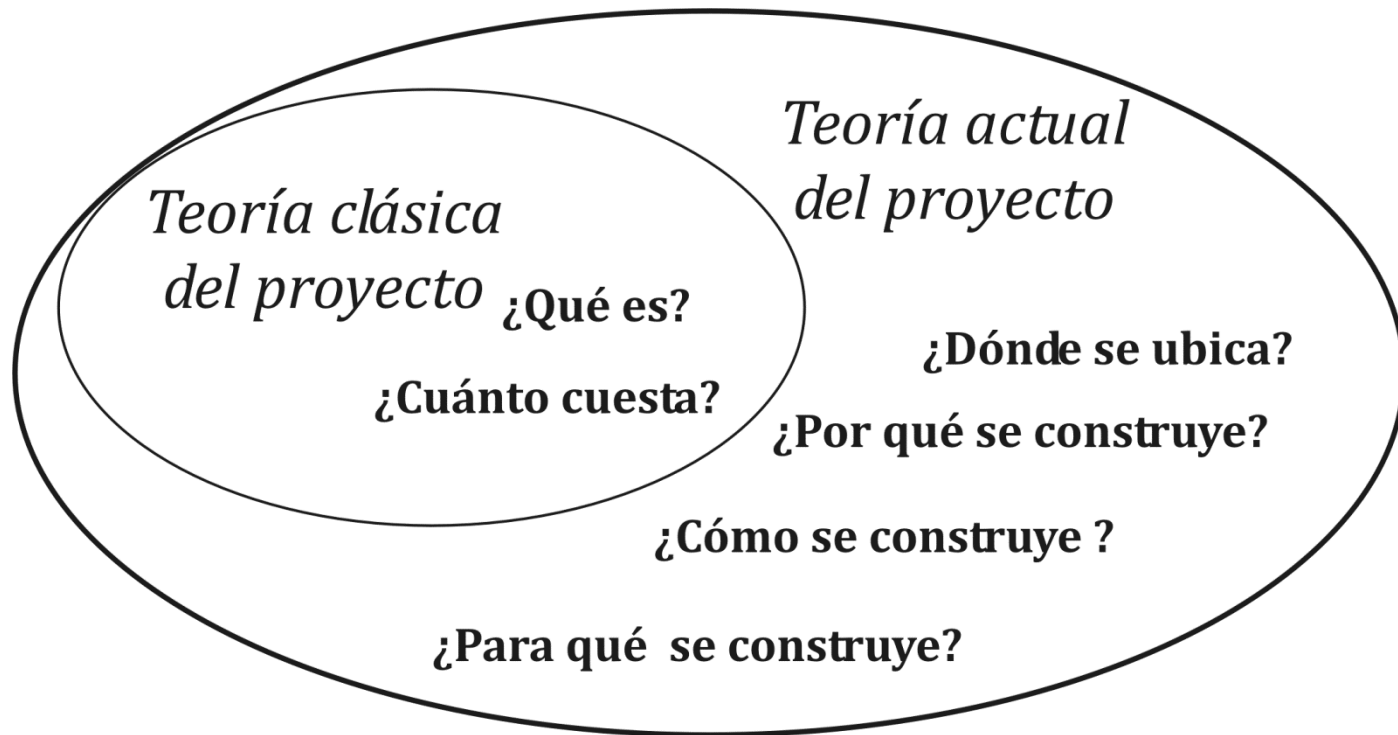 Teoría clásica
del proyecto
¿Qué es?
¿Cuánto cuesta?
Teoría actual
del proyecto
¿Dónde se ubica?
¿Por qué se construye?
¿Cómo se construye ?
¿Para qué  se construye?